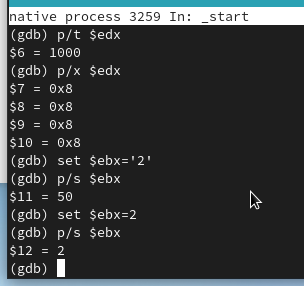 native process 3259 In: _start
(gdb) p/t $edx
$6 = 1000
(gdb) p/x $edx
$7 = 0x8
$8 = 0x8
$9 = 0x8
$10 = 0x8
(gdb) set $ebx='2'
(gdb) p/s $ebx
$11 = 50
(gdb) set $ebx=2
(gdb) p/s $ebx
$12 = 2
(gdb)